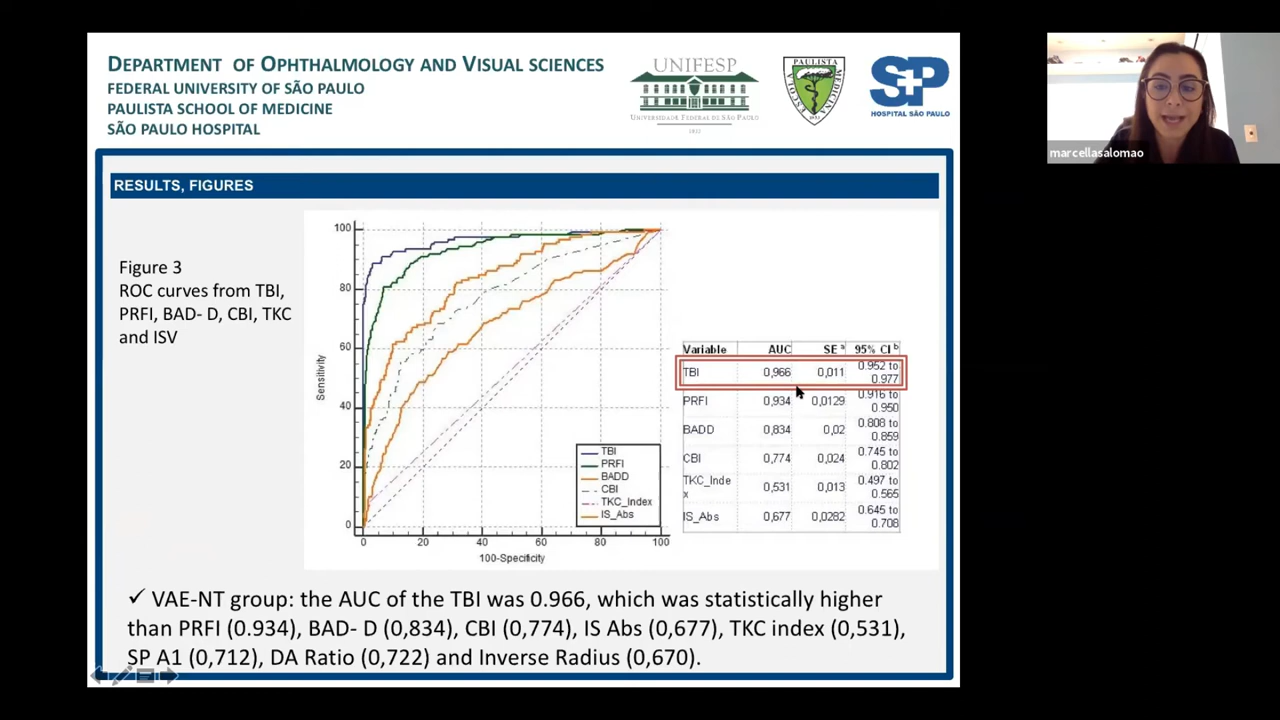 DEPARTMENT OF OPHTHALMOLOGY AND VISUAL SCIENCES
FEDERAL UNIVERSITY OF SÃO PAULO
PAULISTA SCHOOL OF MEDICINE
SÃO PAULO HOSPITAL
UNIFESP
UNIVERSIDADE FEDERAL DE SÃO PAULO
1933
PAULISTA
ESCOLA
MEDICINA
SP
HOSPITAL SÃO PAULO
marcellasalomao
RESULTS, FIGURES
Figure 3
ROC curves from TBI,
PRFI, BAD- D, CBI, TKC
and ISV
Sensitivity
100
80
60
40
20
0
0 20 40 60 80 100
100-Specificity
TBI
PRFI
BADD
CBI
TKC_Index
IS_Abs
Variable AUC SE a 95% CI b
TBI 0,966 0,011 0.952 to
0.977
PRFI 0,934 0,0129 0.916 to
0.950
BADD 0,834 0,02 0.808 to
0.859
CBI 0,774 0,024 0.745 to
0.802
TKC_Inde
x 0,531 0,013 0.497 to
0.565
IS_Abs 0,677 0,0282 0.645 to
0.708
✓ VAE-NT group: the AUC of the TBI was 0.966, which was statistically higher
than PRFI (0.934), BAD- D (0,834), CBI (0,774), IS Abs (0,677), TKC index (0,531),
SP A1 (0,712), DA Ratio (0,722) and Inverse Radius (0,670).